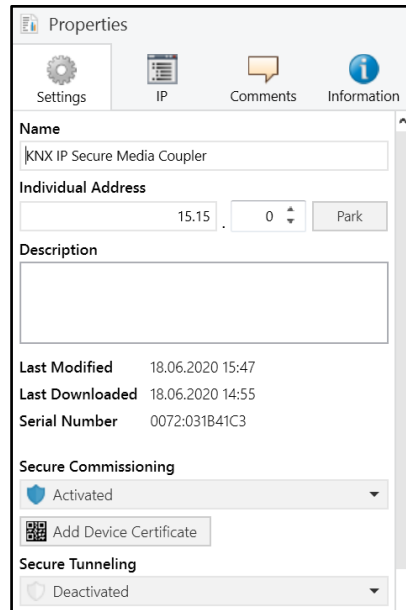 Properties
Settings IP Comments Information
Name
KNX IP Secure Media Coupler
Individual Address
15.15 . 0 Park
Description
Last Modified 18.06.2020 15:47
Last Downloaded 18.06.2020 14:55
Serial Number 0072:031B41C3
Secure Commissioning
Activated
Add Device Certificate
Secure Tunneling
Deactivated